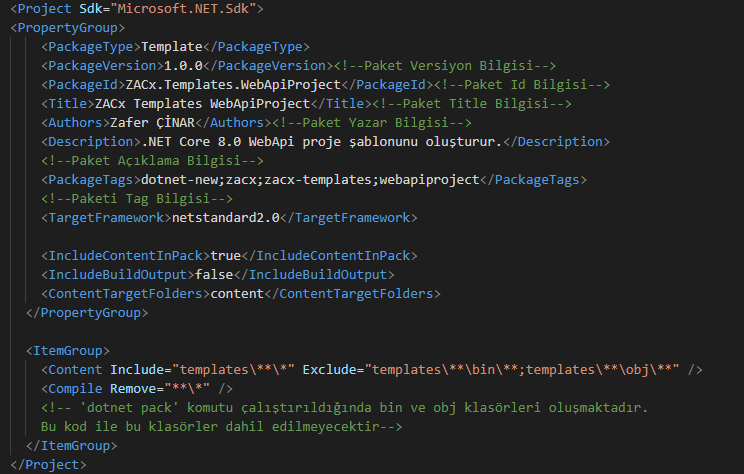 <Project Sdk="Microsoft.NET.Sdk">
<PropertyGroup>
<PackageType>Template</PackageType>
<PackageVersion>1.0.0</PackageVersion><!--Paket Versiyon Bilgisi-->
<PackageId>ZACx.Templates.WebApiProject</PackageId><!--Paket Id Bilgisi-->
<Title>ZACx Templates WebApiProject</Title><!--Paket Title Bilgisi-->
<Authors>Zafer ÇİNAR</Authors><!--Paket Yazar Bilgisi-->
<Description>.NET Core 8.0 WebApi proje şablonunu oluşturur.</Description>
<!--Paket Açıklama Bilgisi-->
<PackageTags>dotnet-new;zacx;zacx-templates;webapiproject</PackageTags>
<!--Paketi Tag Bilgisi-->
<TargetFramework>netstandard2.0</TargetFramework>
<IncludeContentInPack>true</IncludeContentInPack>
<IncludeBuildOutput>false</IncludeBuildOutput>
<ContentTargetFolders>content</ContentTargetFolders>
</PropertyGroup>
<ItemGroup>
<Content Include="templates\**\*" Exclude="templates\**\bin\**;templates\**\obj\**" />
<Compile Remove="**\*" />
<!-- 'dotnet pack' komutu çalıştırıldığında bin ve obj klasörleri oluşmaktadır.
Bu kod ile bu klasörler dahil edilmeyecektir-->
</ItemGroup>
</Project>